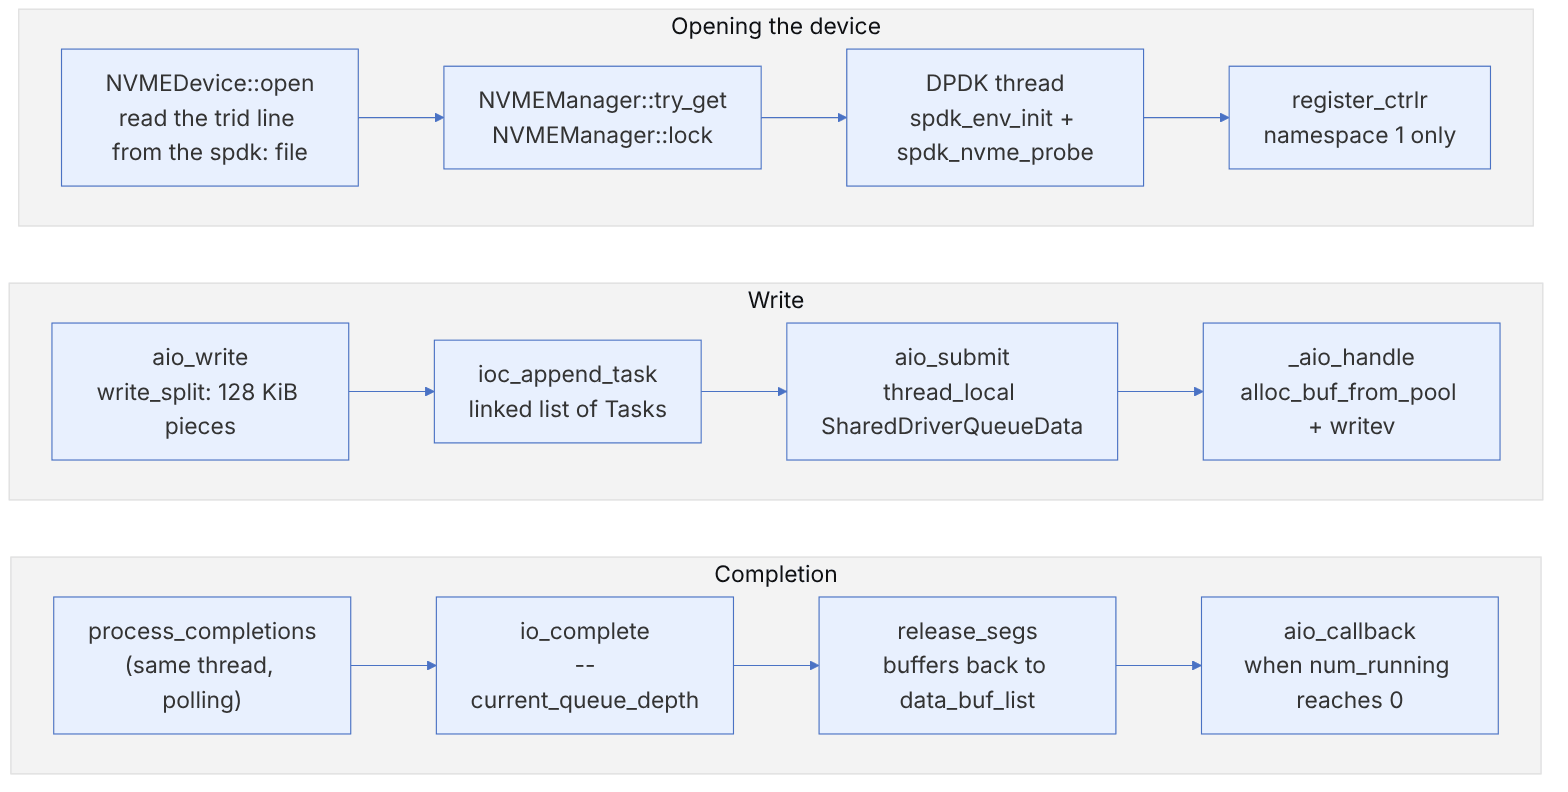 Opening the device
NVMEDevice::open
read the trid line
from the spdk: file
NVMEManager::try_get
NVMEManager::lock
DPDK thread
spdk_env_init +
spdk_nvme_probe
register_ctrlr
namespace 1 only
Write
aio_write
write_split: 128 KiB
pieces
ioc_append_task
linked list of Tasks
aio_submit
thread_local
SharedDriverQueueData
_aio_handle
alloc_buf_from_pool
+ writev
Completion
process_completions
(same thread,
polling)
io_complete
--
current_queue_depth
release_segs
buffers back to
data_buf_list
aio_callback
when num_running
reaches 0